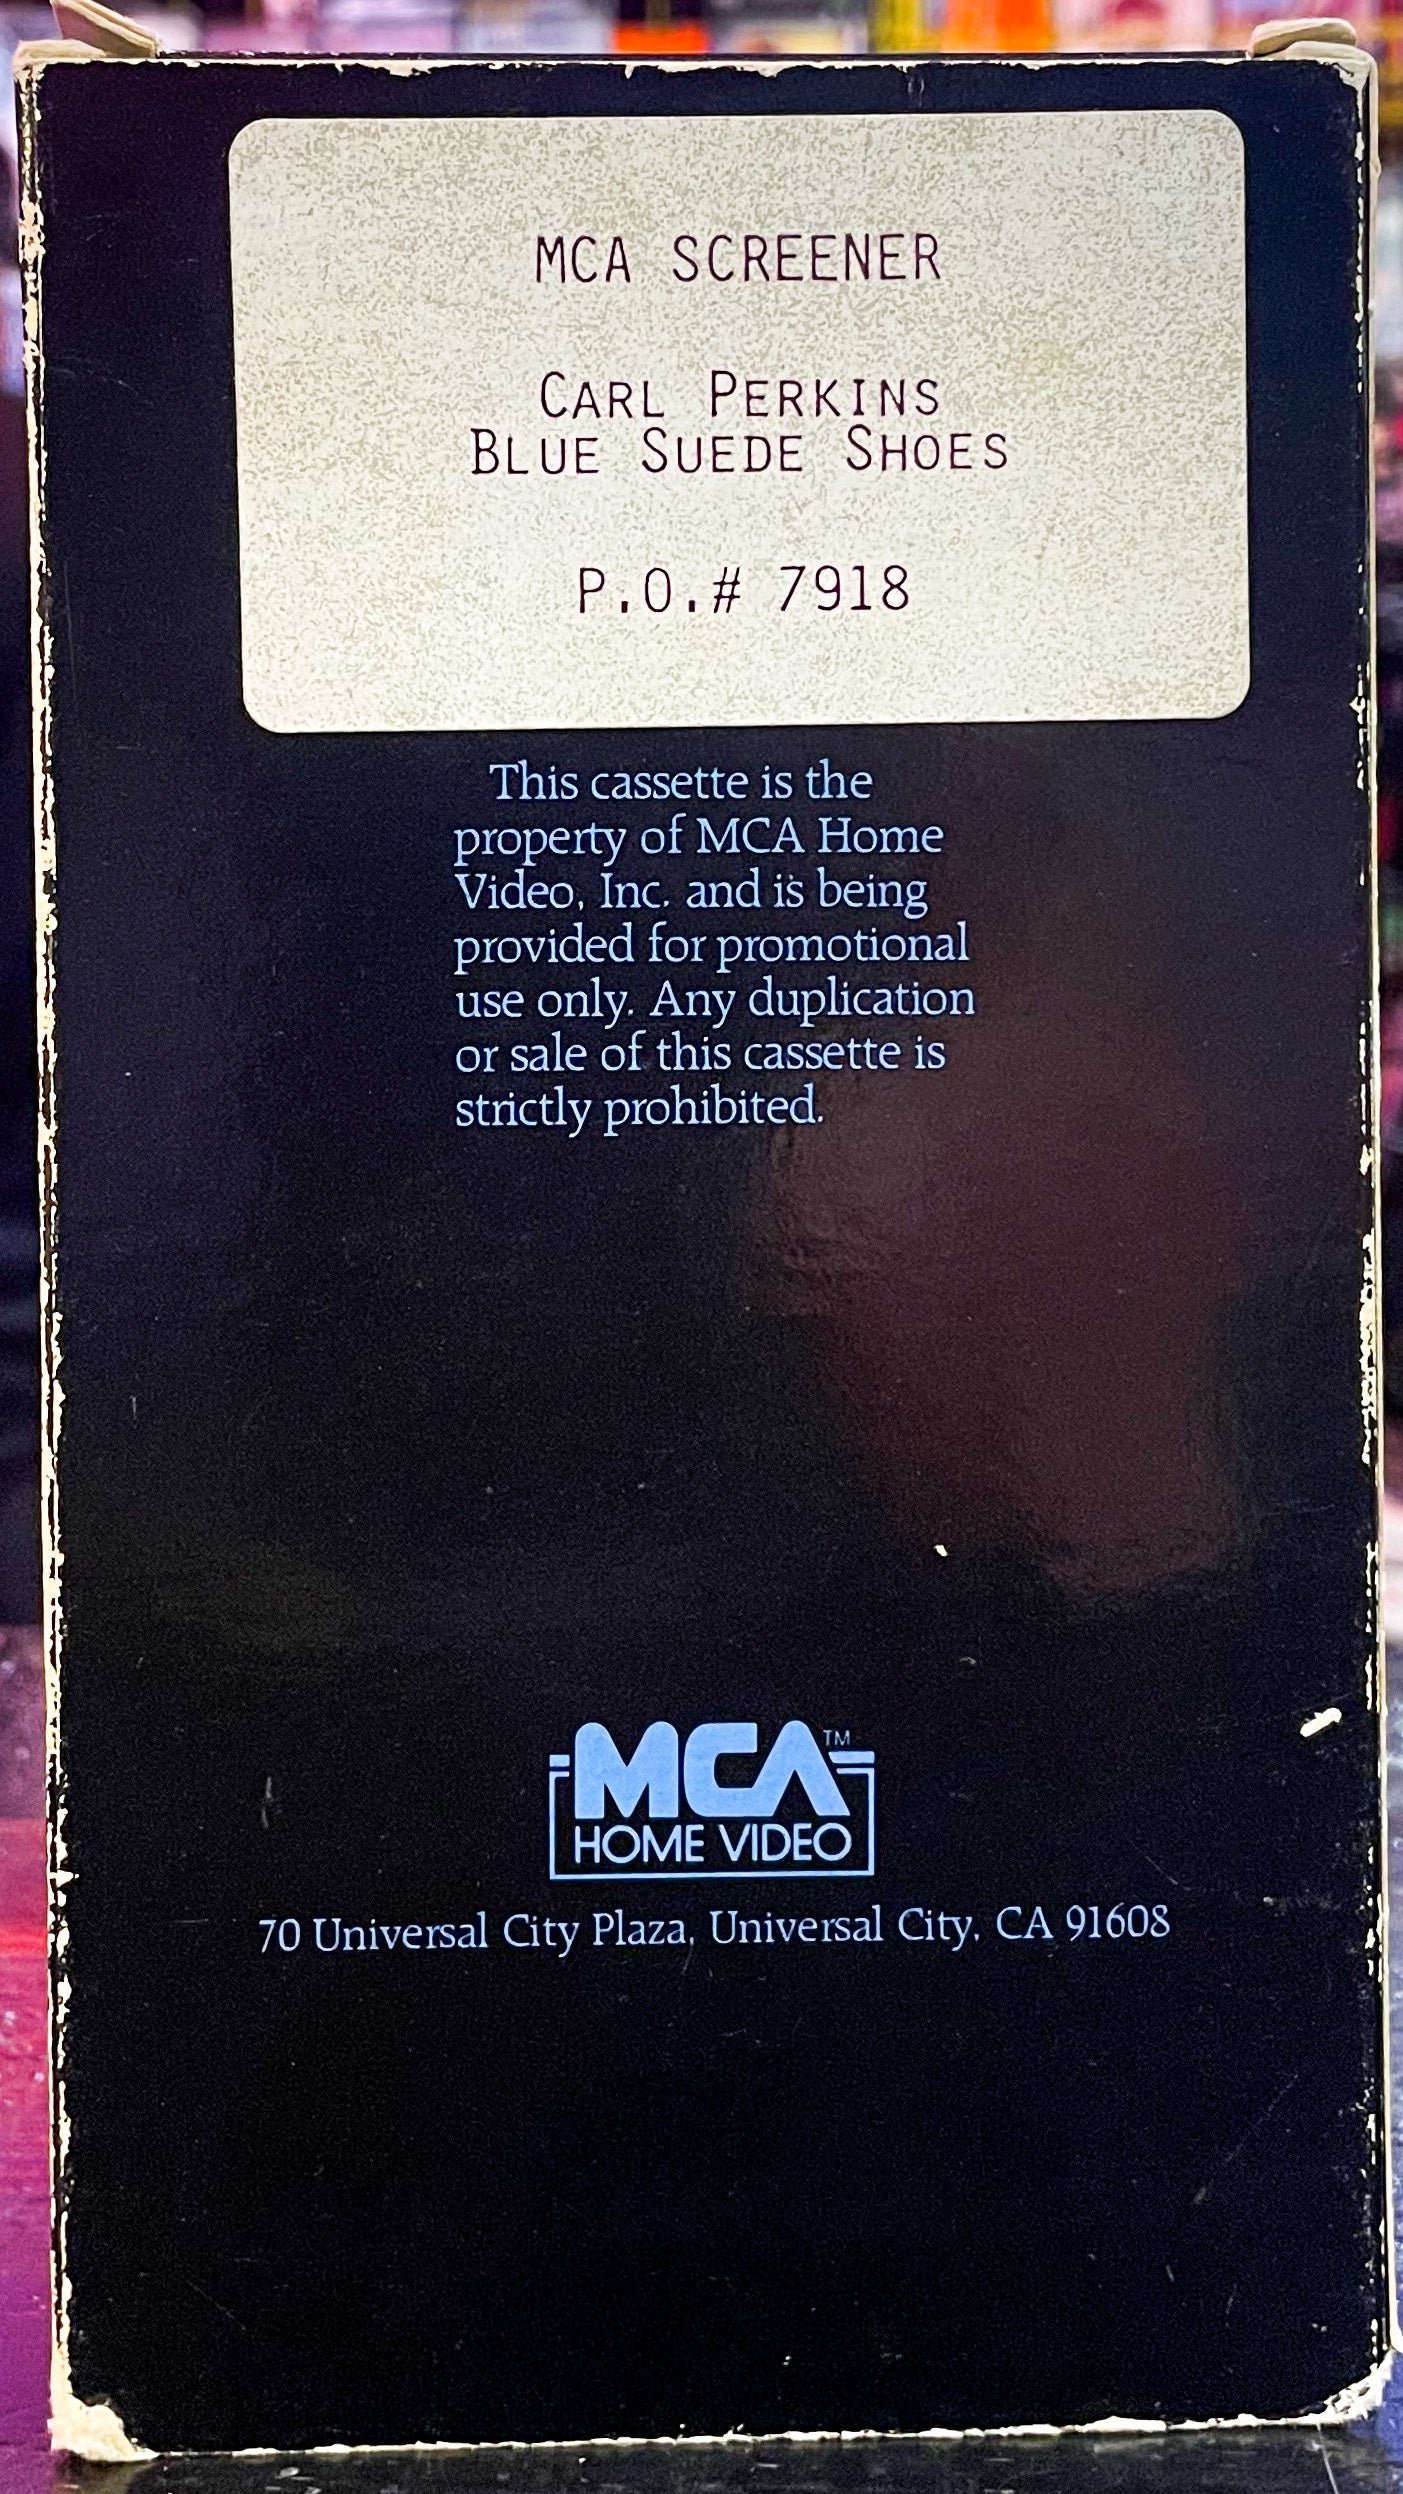 MCA SCREENER
CARL PERKINS
BLUE SUEDE SHOES
P.O.# 7918
This cassette is the
property of MCA Home
Video, Inc. and is being
provided for promotional
use only. Any duplication
or sale of this cassette is
strictly prohibited.
MCA™
HOME VIDEO
70 Universal City Plaza, Universal City, CA 91608